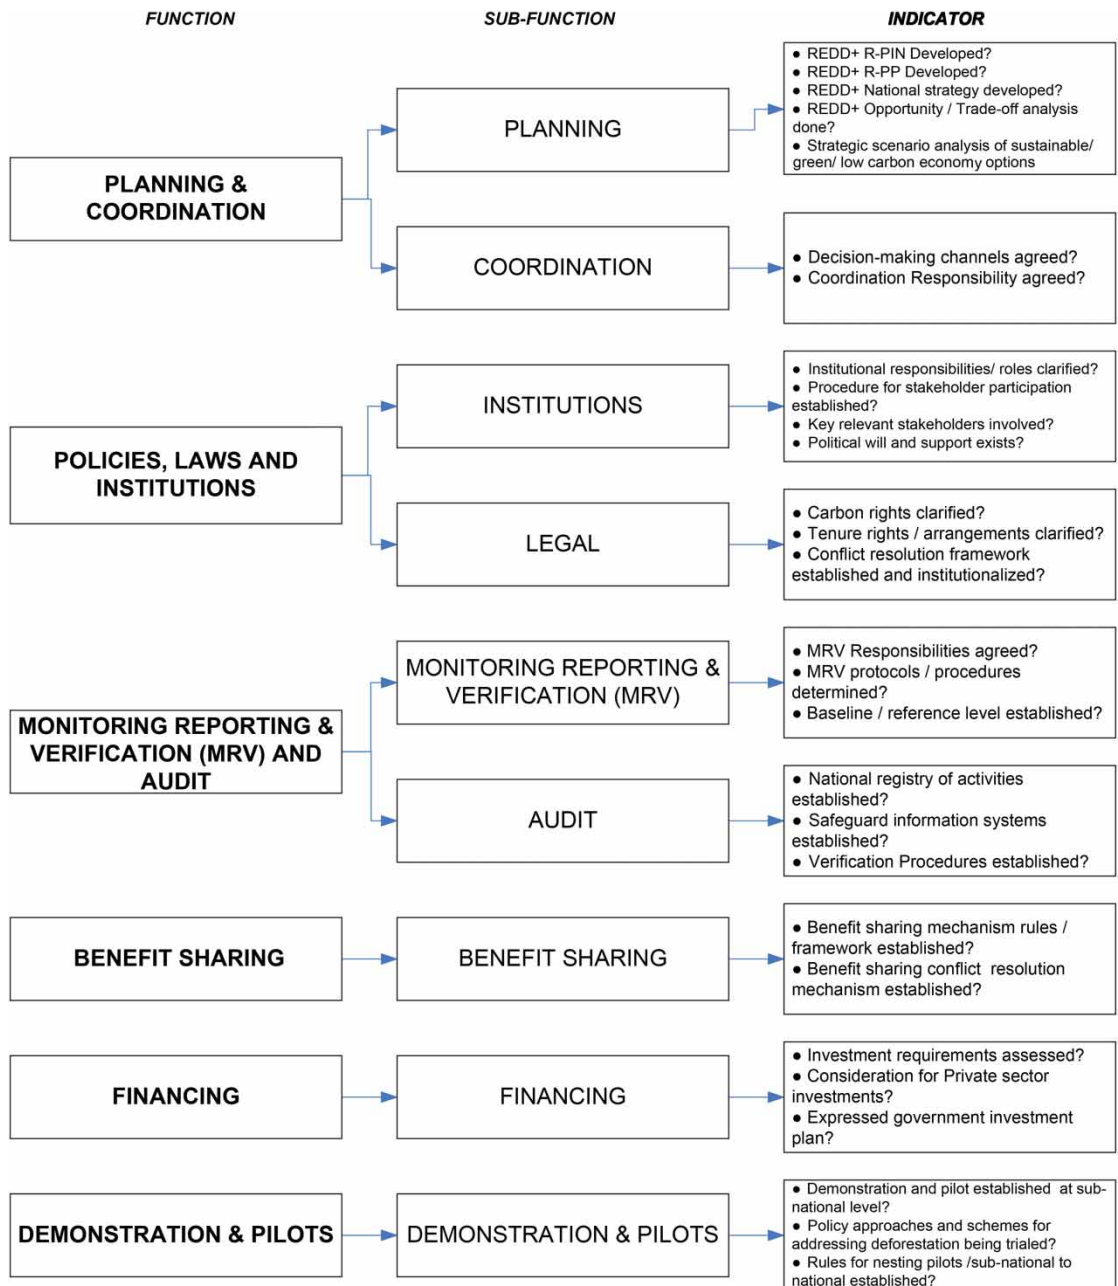 FUNCTION
SUB-FUNCTION
INDICATOR
PLANNING &
COORDINATION
PLANNING
● REDD+ R-PIN Developed?
● REDD+ R-PP Developed?
● REDD+ National strategy developed?
● REDD+ Opportunity / Trade-off analysis
done?
● Strategic scenario analysis of sustainable/
green/ low carbon economy options
COORDINATION
● Decision-making channels agreed?
● Coordination Responsibility agreed?
POLICIES, LAWS AND
INSTITUTIONS
INSTITUTIONS
● Institutional responsibilities/ roles clarified?
● Procedure for stakeholder participation
established?
● Key relevant stakeholders involved?
● Political will and support exists?
LEGAL
● Carbon rights clarified?
● Tenure rights / arrangements clarified?
● Conflict resolution framework
established and institutionalized?
MONITORING REPORTING &
VERIFICATION (MRV) AND
AUDIT
MONITORING REPORTING &
VERIFICATION (MRV)
● MRV Responsibilities agreed?
● MRV protocols / procedures
determined?
● Baseline / reference level established?
AUDIT
● National registry of activities
established?
● Safeguard information systems
established?
● Verification Procedures established?
BENEFIT SHARING
BENEFIT SHARING
● Benefit sharing mechanism rules /
framework established?
● Benefit sharing conflict resolution
mechanism established?
FINANCING
FINANCING
● Investment requirements assessed?
● Consideration for Private sector
investments?
● Expressed government investment
plan?
DEMONSTRATION & PILOTS
DEMONSTRATION & PILOTS
● Demonstration and pilot established at sub-
national level?
● Policy approaches and schemes for
addressing deforestation being trialed?
● Rules for nesting pilots /sub-national to
national established?